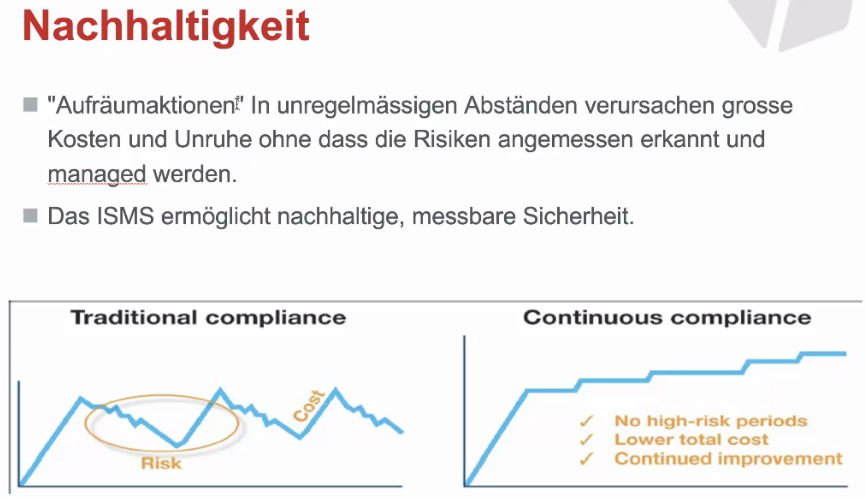 Nachhaltigkeit
"Aufräumaktionen" In unregelmässigen Abständen verursachen grosse
Kosten und Unruhe ohne dass die Risiken angemessen erkannt und
managed werden.
Das ISMS ermöglicht nachhaltige, messbare Sicherheit.
Traditional compliance
Cost
Risk
Continuous compliance
✓ No high-risk periods
✓ Lower total cost
✓ Continued improvement